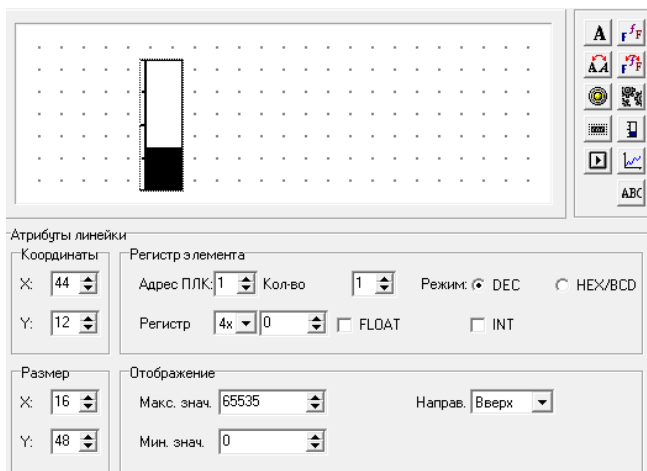 A F f F
A A F F F
ABC
Атрибуты линейки
Координаты
X: 44
Y: 12
Регистр элемента
Адрес ПЛК: 1 Кол-во 1 Режим: DEC HEX/BCD
Регистр 4x 0 FLOAT INT
Размер
X: 16
Y: 48
Отображение
Макс. знач. 65535 Направ. Вверх
Мин. знач. 0